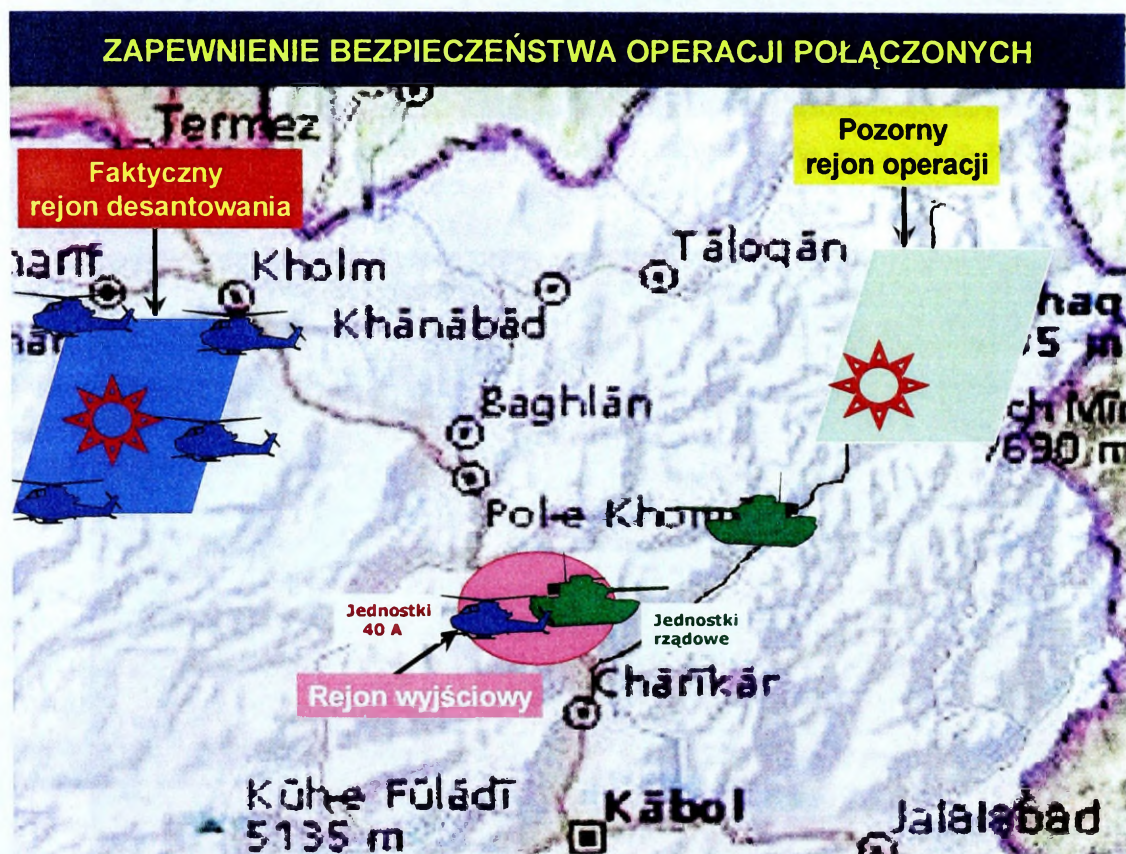 ZAPEWNIENIE BEZPIECZEŃSTWA OPERACJI POŁĄCZONYCH
Termez
Pozorny
rejon operacji
Faktyczny
rejon desantowania
Tāloqān
Kholm
Khānābād
Baghlān
7690 m
Pol-e Khom
Jednostki
40 A
Jednostki
rządowe
Rejon wyjściowy
Chārīkār
Kūh-e Fūlādī
5135 m
Kābol
Jalalabad